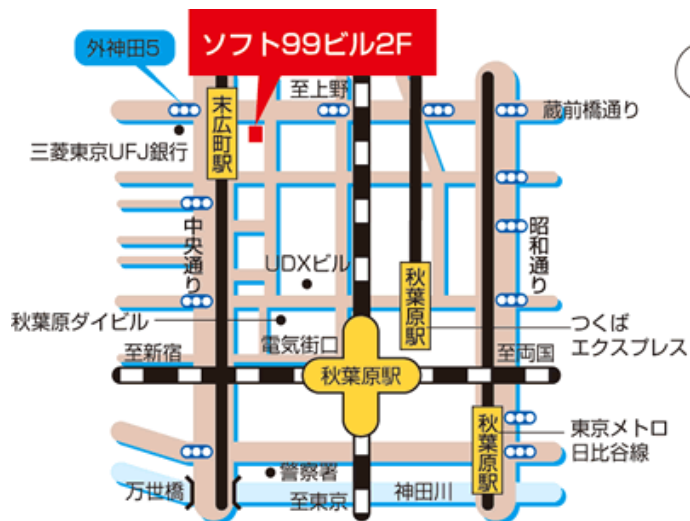 外神田5
ソフト99ビル2F
至上野
末広町駅
蔵前橋通り
三菱東京UFJ銀行
中央通り
昭和通り
UDXビル
秋葉原駅
秋葉原ダイビル
電気街口
つくば
エクスプレス
至新宿
至両国
秋葉原駅
秋葉原駅
東京メトロ
日比谷線
警察署
万世橋
至東京
神田川